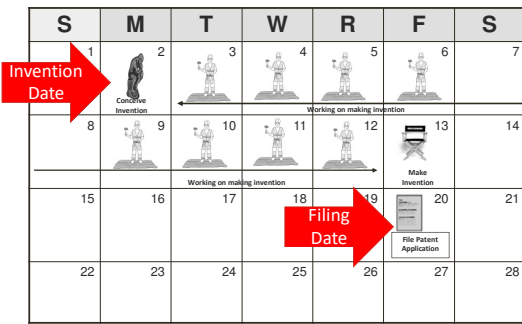 S M T W R F S
1 2 3 4 5 6 7
Invention
Date
Conceive
Invention
Working on making invention
8 9 10 11 12 13 14
Working on making invention
Make
Invention
15 16 17 18 19 20 21
Filing
Date
File Patent
Application
22 23 24 25 26 27 28